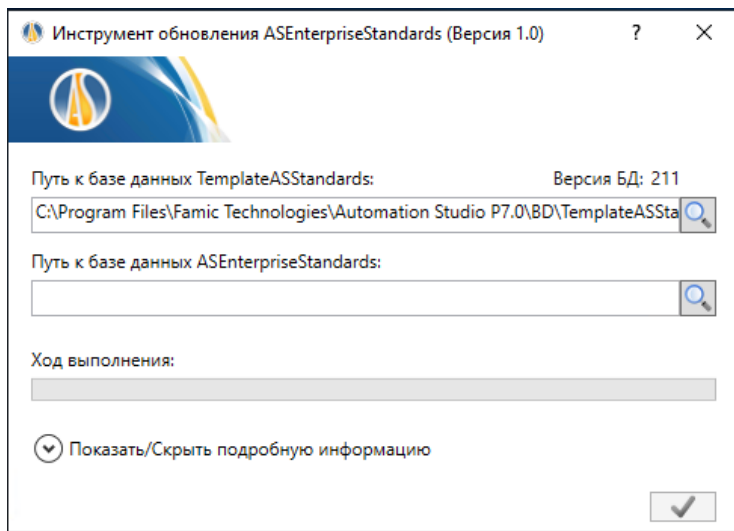 Инструмент обновления ASEnterpriseStandards (Версия 1.0) ?
Путь к базе данных TemplateASStandards: Версия БД: 211
C:\Program Files\Famic Technologies\Automation Studio P7.0\BD\TemplateASSta
Путь к базе данных ASEnterpriseStandards:
Ход выполнения:
Показать/Скрыть подробную информацию